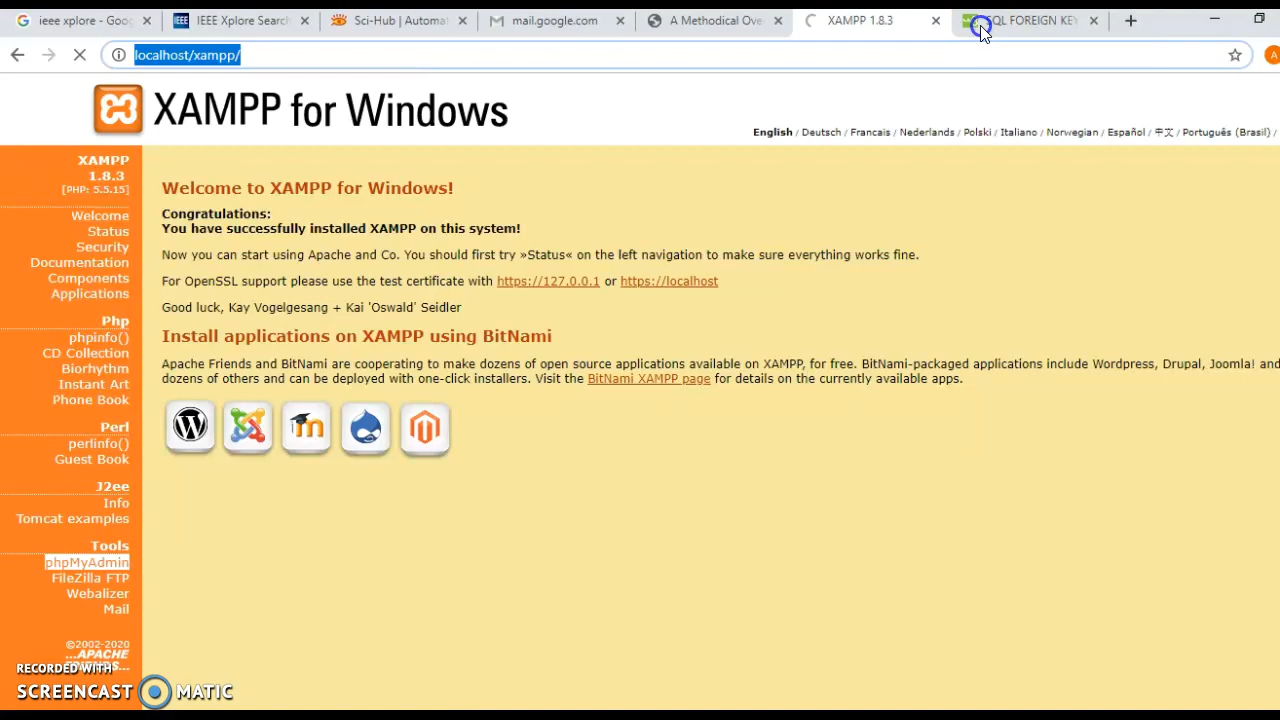 ieee xplore - Goo
IEEE Xplore Search
Sci-Hub | Automa
mail.google.com
A Methodical Ove
XAMPP 1.8.3
SQL FOREIGN KEY
localhost/xampp/
A
XAMPP for Windows
English / Deutsch / Francais / Nederlands / Polski / Italiano / Norwegian / Español / 中文 / Português (Brasil) /
XAMPP
1.8.3
[PHP: 5.5.15]
Welcome
Status
Security
Documentation
Components
Applications
Php
phpinfo()
CD Collection
Biorhythm
Instant Art
Phone Book
Perl
perlinfo()
Guest Book
J2ee
Info
Tomcat examples
Tools
phpMyAdmin
FileZilla FTP
Webalizer
Mail
©2002-2020
...APACHE
FRIENDS...
Welcome to XAMPP for Windows!
Congratulations:
You have successfully installed XAMPP on this system!
Now you can start using Apache and Co. You should first try »Status« on the left navigation to make sure everything works fine.
For OpenSSL support please use the test certificate with https://127.0.0.1 or https://localhost
Good luck, Kay Vogelgesang + Kai 'Oswald' Seidler
Install applications on XAMPP using BitNami
Apache Friends and BitNami are cooperating to make dozens of open source applications available on XAMPP, for free. BitNami-packaged applications include Wordpress, Drupal, Joomla! and
dozens of others and can be deployed with one-click installers. Visit the BitNami XAMPP page for details on the currently available apps.
RECORDED WITH
SCREENCAST MATIC